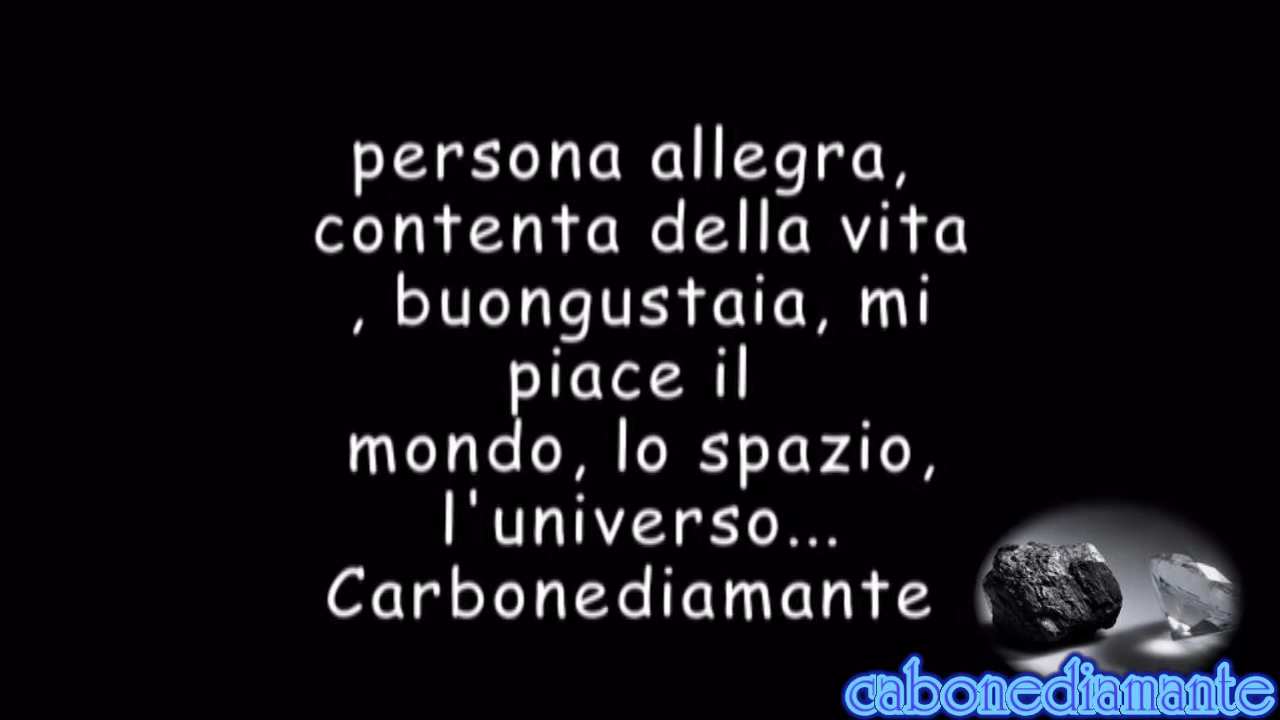 persona allegra,
contenta della vita
, buongustaia, mi
piace il
mondo, lo spazio,
l'universo...
Carbonediamante
cabonediamante